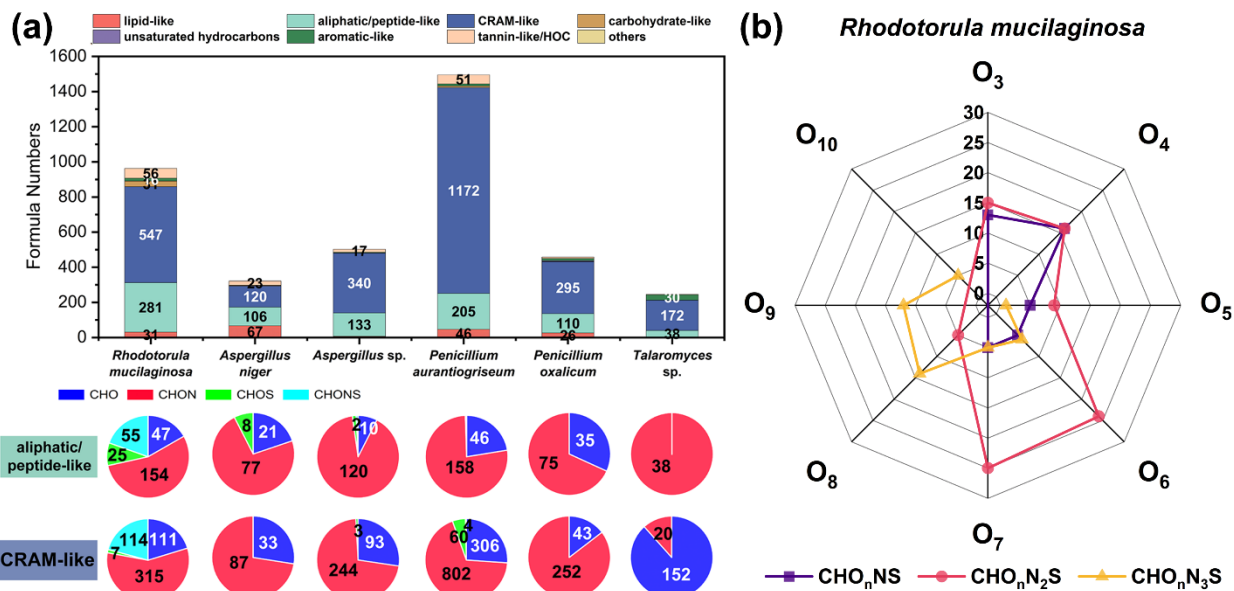 (a)
lipid-like aliphatic/peptide-like CRAM-like carbohydrate-like
unsaturated hydrocarbons aromatic-like tannin-like/HOC others
Formula Numbers
1600
1400
1200
1000
800
600
400
200
0
56
547
281
31
23
120
106
67
17
340
133
51
1172
205
46
295
110
26
30
172
38
Rhodotorula Aspergillus Aspergillus sp. Penicillium Penicillium Talaromyces
mucilaginosa niger aurantiogriseum oxalicum sp.
CHO CHON CHOS CHONS
aliphatic/
peptide-like
55 47 25 154
8 21 77
2 10 120
46 158
35 75
38
CRAM-like
114 111 7 315
33 87
3 93 244
4 60 306 802
43 252
20 152
(b)
Rhodotorula mucilaginosa
O3
O4
O5
O6
O7
O8
O9
O10
30
25
20
15
10
5
0
CHOnNS CHOnN2S CHOnN3S